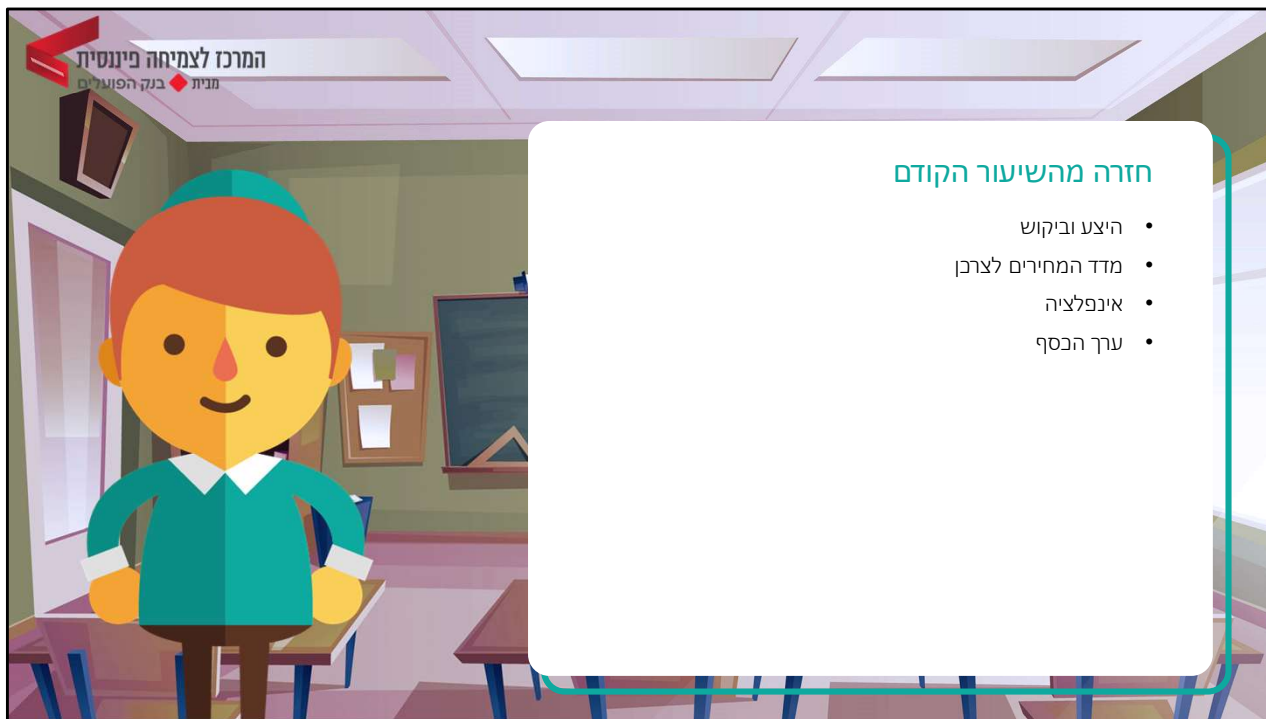 המרכז לצמיחה פיננסית
מבית בנק הפועלים
חזרה מהשיעור הקודם
• היצע וביקוש
• מדד המחירים לצרכן
• אינפלציה
• ערך הכסף